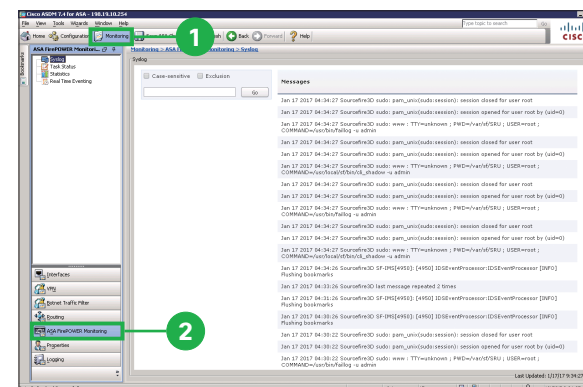 Cisco ASDM 7.4 for ASA - 198.19.10.254
File View Tools Wizards Window Help
Type topic to search
Go
Home
Configuration
Monitoring
Back
Forward
Help
CISCO
1
Bookmarks
ASA FirePOWER Monitori...
Syslog
Task Status
Statistics
Real Time Eventing
Syslog
Case-sensitive
Exclusion
Go
Messages
Jan 17 2017 04:34:27 Sourcefire3D sudo: pam_unix(sudo:session): session closed for user root
Jan 17 2017 04:34:27 Sourcefire3D sudo: pam_unix(sudo:session): session opened for user root by (uid=0)
Jan 17 2017 04:34:27 Sourcefire3D sudo: www : TTY=unknown ; PWD=/var/sf/SRU ; USER=root ;
COMMAND=/usr/bin/faillog -u admin
Jan 17 2017 04:34:27 Sourcefire3D sudo: pam_unix(sudo:session): session closed for user root
Jan 17 2017 04:34:27 Sourcefire3D sudo: pam_unix(sudo:session): session opened for user root by (uid=0)
Jan 17 2017 04:34:27 Sourcefire3D sudo: www : TTY=unknown ; PWD=/var/sf/SRU ; USER=root ;
COMMAND=/usr/local/sf/bin/cli_shadow -u admin
Jan 17 2017 04:34:27 Sourcefire3D sudo: pam_unix(sudo:session): session closed for user root
Jan 17 2017 04:34:27 Sourcefire3D sudo: pam_unix(sudo:session): session opened for user root by (uid=0)
Jan 17 2017 04:34:27 Sourcefire3D sudo: www : TTY=unknown ; PWD=/var/sf/SRU ; USER=root ;
COMMAND=/usr/bin/faillog -u admin
Jan 17 2017 04:34:27 Sourcefire3D sudo: pam_unix(sudo:session): session closed for user root
Jan 17 2017 04:34:27 Sourcefire3D sudo: pam_unix(sudo:session): session opened for user root by (uid=0)
Jan 17 2017 04:34:27 Sourcefire3D sudo: www : TTY=unknown ; PWD=/var/sf/SRU ; USER=root ;
COMMAND=/usr/local/sf/bin/cli_shadow -u admin
Jan 17 2017 04:34:26 Sourcefire3D SF-IMS[4950]: [4950] IDSEventProcessor:IDSEventProcessor [INFO]
Flushing bookmarks
Jan 17 2017 04:33:26 Sourcefire3D last message repeated 2 times
Jan 17 2017 04:31:26 Sourcefire3D SF-IMS[4950]: [4950] IDSEventProcessor:IDSEventProcessor [INFO]
Flushing bookmarks
Jan 17 2017 04:30:26 Sourcefire3D SF-IMS[4950]: [4950] IDSEventProcessor:IDSEventProcessor [INFO]
Flushing bookmarks
Jan 17 2017 04:30:22 Sourcefire3D sudo: pam_unix(sudo:session): session closed for user root
Jan 17 2017 04:30:22 Sourcefire3D sudo: pam_unix(sudo:session): session opened for user root by (uid=0)
Jan 17 2017 04:30:22 Sourcefire3D sudo: www : TTY=unknown ; PWD=/var/sf/SRU ; USER=root ;
COMMAND=/usr/bin/faillog -u admin
Interfaces
VPN
Botnet Traffic Filter
Routing
ASA FirePOWER Monitoring
Properties
Logging
2
Last Updated: 1/17/17 9:34:27